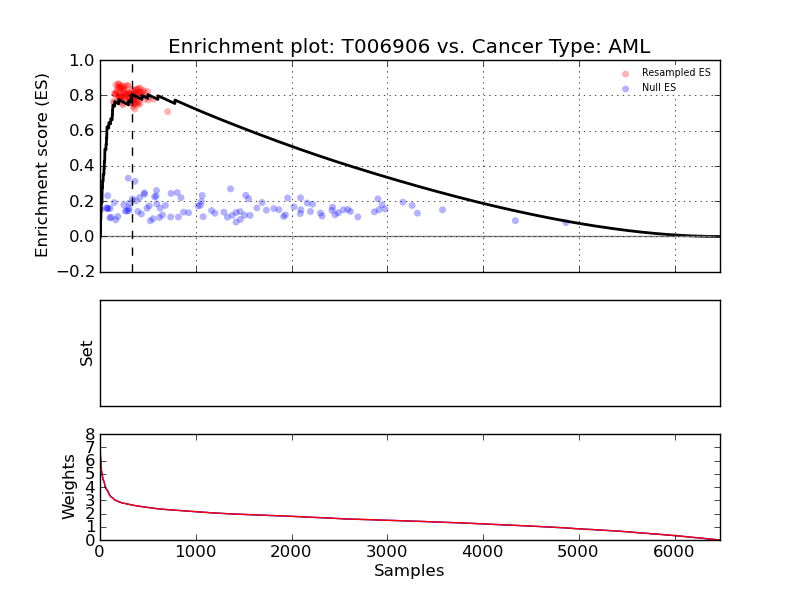 Enrichment plot: T006906 vs. Cancer Type: AML
Enrichment score (ES)
1.0
0.8
0.6
0.4
0.2
0.0
−0.2
Resampled ES
Null ES
Set
Weights
8
7
6
5
4
3
2
1
0
0 1000 2000 3000 4000 5000 6000
Samples